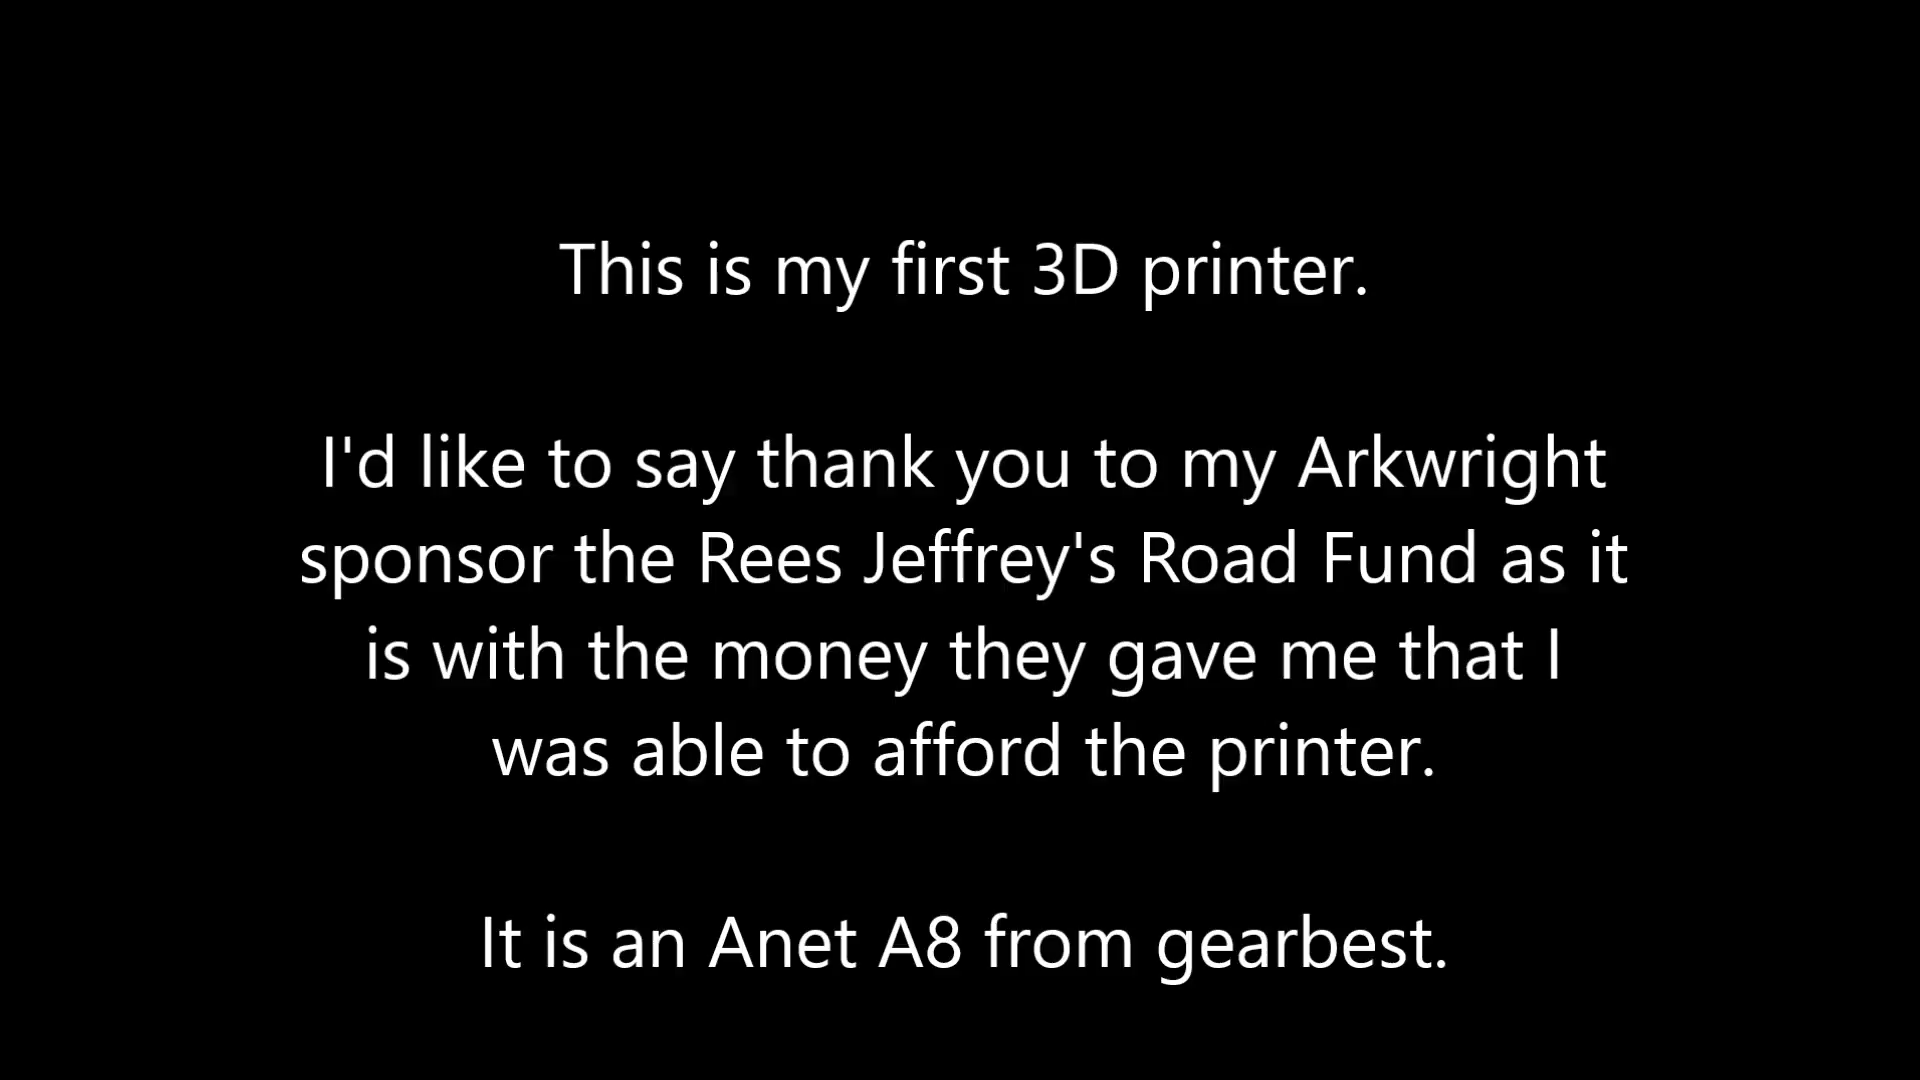 This is my first 3D printer.
I'd like to say thank you to my Arkwright
sponsor the Rees Jeffrey's Road Fund as it
is with the money they gave me that I
was able to afford the printer.
It is an Anet A8 from gearbest.